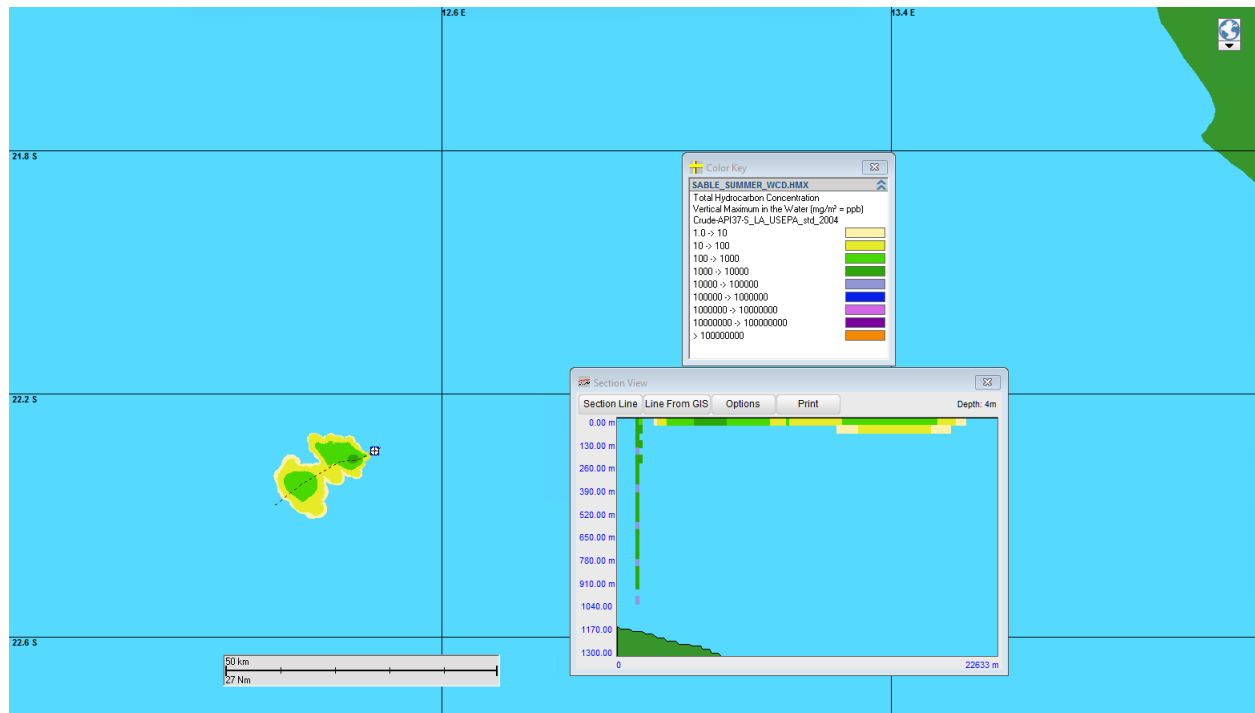 12.6 E
13.4 E
21.8 S
Color Key
SABLE_SUMMER_WCD.HMX
Total Hydrocarbon Concentration
Vertical Maximum in the Water (mg/m³ = ppb)
Crude-API37-S_LA_USEPA_std_2004
1.0 -> 10
10 -> 100
100 -> 1000
1000 -> 10000
10000 -> 100000
100000 -> 1000000
1000000 -> 10000000
10000000 -> 100000000
> 100000000
22.2 S
Section View
Section Line Line From GIS Options Print Depth: 4m
0.00 m
130.00 m
260.00 m
390.00 m
520.00 m
650.00 m
780.00 m
910.00 m
1040.00
1170.00
1300.00
0 22633 m
22.6 S
50 km
27 Nm